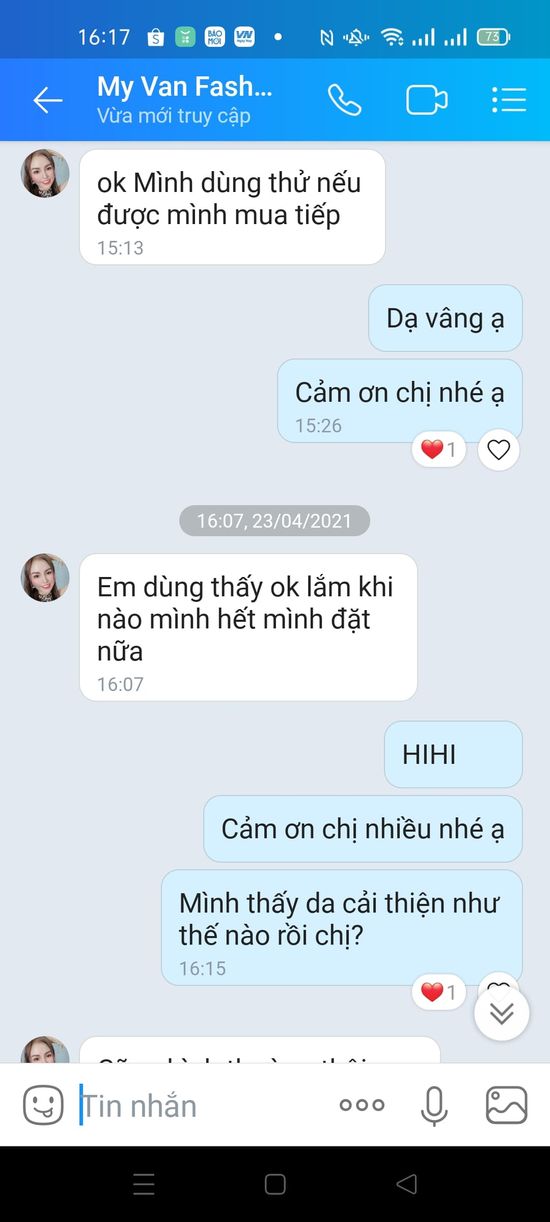 16:17
BÁO
MỚI
VN
73
My Van Fash...
Vừa mới truy cập
ok Mình dùng thử nếu
được mình mua tiếp
15:13
Dạ vâng ạ
Cảm ơn chị nhé ạ
15:26
1
16:07, 23/04/2021
Em dùng thấy ok lắm khi
nào mình hết mình đặt
nữa
16:07
HIHI
Cảm ơn chị nhiều nhé ạ
Mình thấy da cải thiện như
thế nào rồi chị?
16:15
1
Tin nhắn